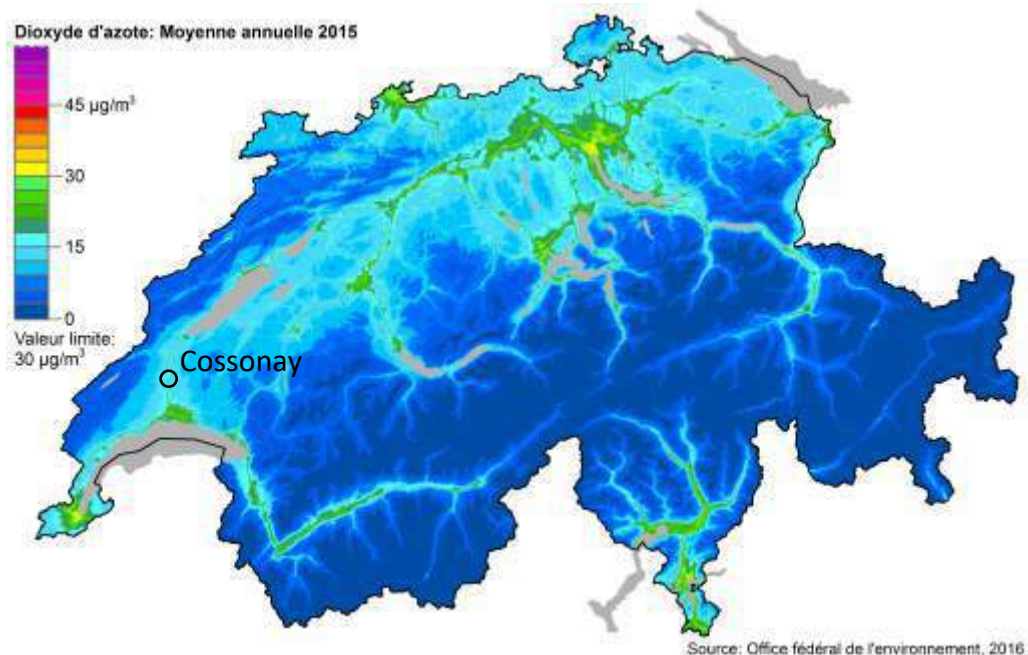 Dioxyde d'azote: Moyenne annuelle 2015
45 µg/m³
30
15
0
Valeur limite:
30 µg/m³
Cossonay
Source: Office fédéral de l'environnement, 2016